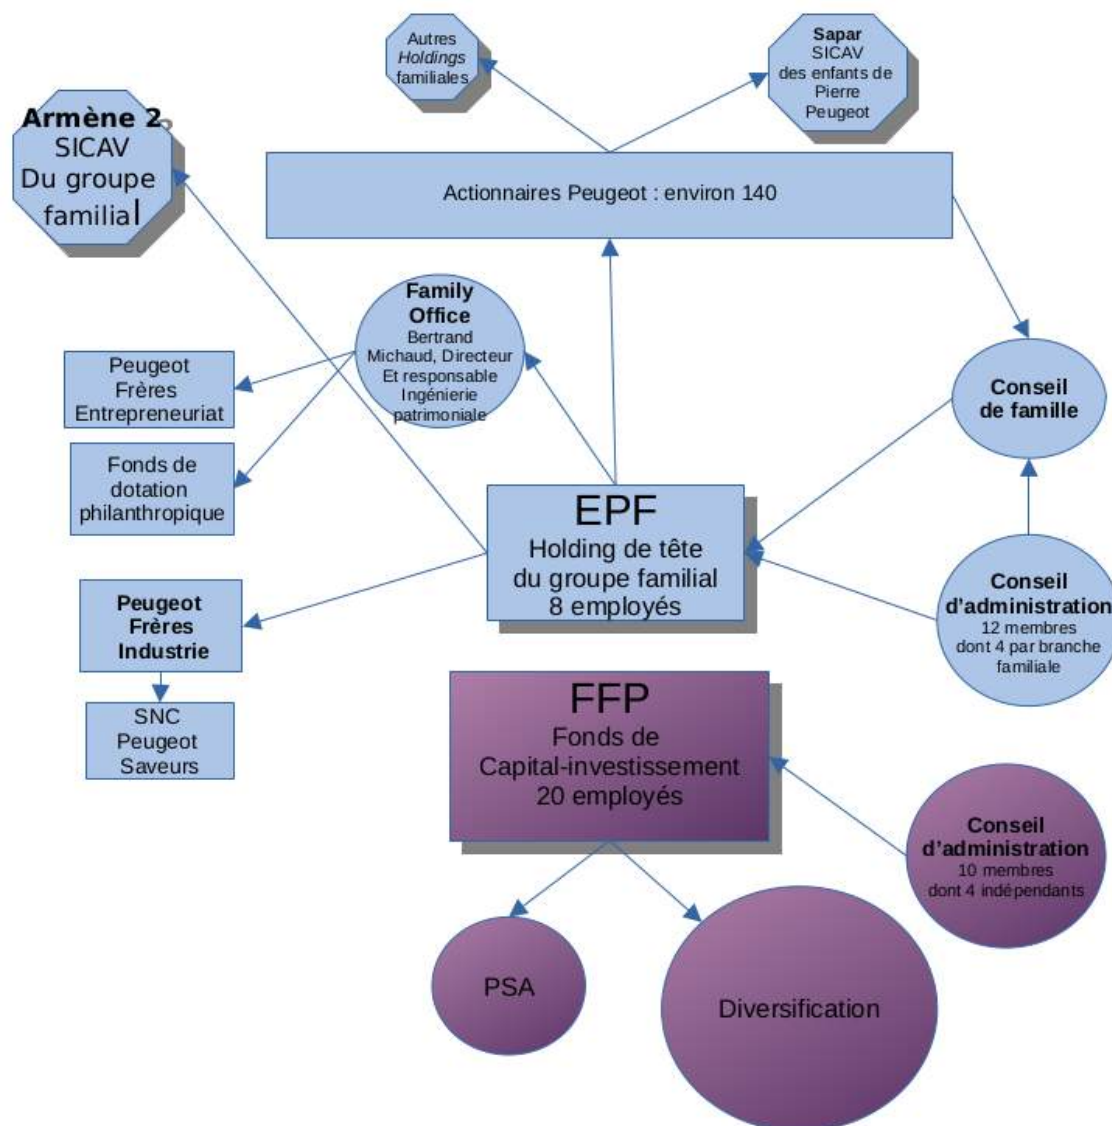 Autres
Holdings
familiales
Sapar
SICAV
des enfants de
Pierre
Peugeot
Armène 2
SICAV
Du groupe
familial
Actionnaires Peugeot : environ 140
Family
Office
Bertrand
Michaud, Directeur
Et responsable
Ingénierie
patrimoniale
Peugeot
Frères
Entrepreneuriat
Conseil
de famille
Fonds de
dotation
philanthropique
EPF
Holding de tête
du groupe familial
8 employés
Conseil
d'administration
12 membres
dont 4 par branche
familiale
Peugeot
Frères
Industrie
SNC
Peugeot
Saveurs
FFP
Fonds de
Capital-investissement
20 employés
Conseil
d'administration
10 membres
dont 4 indépendants
PSA
Diversification